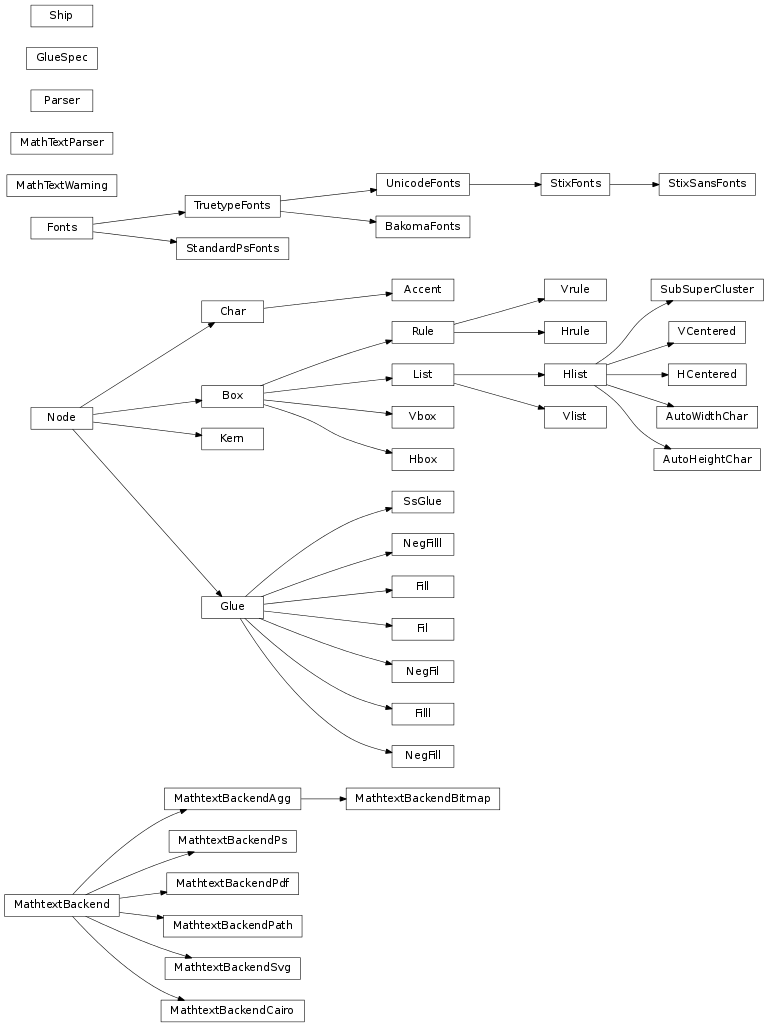 Ship
GlueSpec
Parser
MathTextParser
MathTextWarning
UnicodeFonts
StixFonts
StixSansFonts
TruetypeFonts
Fonts
BakomaFonts
StandardPsFonts
Accent
Vrule
SubSuperCluster
Char
Rule
Hrule
VCentered
List
Hlist
HCentered
Box
Node
Vbox
Vlist
AutoWidthChar
Kern
Hbox
AutoHeightChar
SsGlue
NegFilll
Fill
Glue
Fil
NegFil
Filll
NegFill
MathtextBackendAgg
MathtextBackendBitmap
MathtextBackendPs
MathtextBackendPdf
MathtextBackend
MathtextBackendPath
MathtextBackendSvg
MathtextBackendCairo